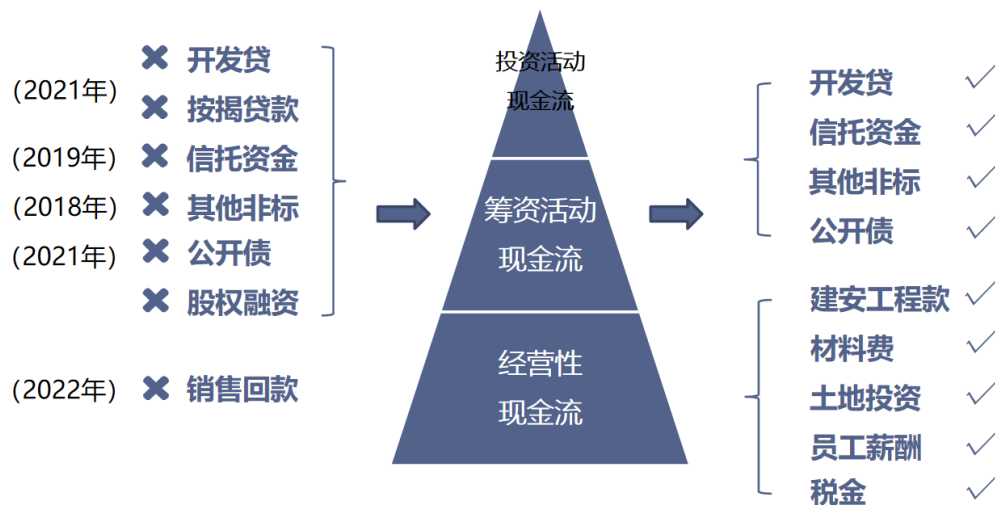 (2021年)
✖ 开发贷
✖ 按揭贷款
(2019年) ✖ 信托资金
(2018年) ✖ 其他非标
(2021年) ✖ 公开债
✖ 股权融资
(2022年) ✖ 销售回款
投资活动
现金流
筹资活动
现金流
经营性
现金流
开发贷 ✓
信托资金 ✓
其他非标 ✓
公开债 ✓
建安工程款 ✓
材料费 ✓
土地投资 ✓
员工薪酬 ✓
税金 ✓